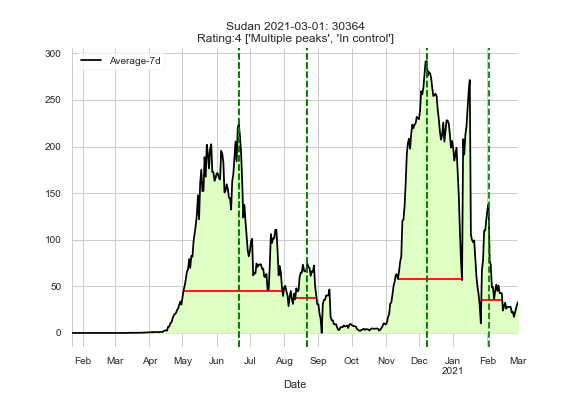 Sudan 2021-03-01: 30364
Rating:4 ['Multiple peaks', 'In control']
Average-7d
300
250
200
150
100
50
0
Feb Mar Apr May Jun Jul Aug Sep Oct Nov Dec Jan Feb Mar
2021
Date